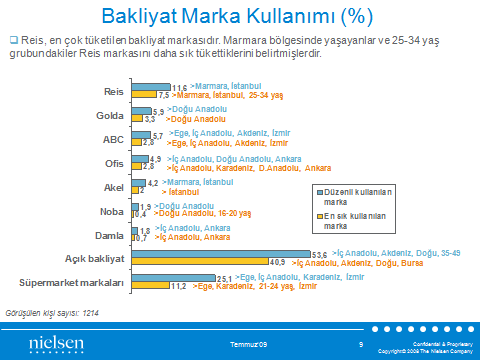 Bakliyat Marka Kullanımı (%)
❑ Reis, en çok tüketilen bakliyat markasıdır. Marmara bölgesinde yaşayanlar ve 25-34 yaş
grubundakiler Reis markasını daha sık tükettiklerini belirtmişlerdir.
Reis
11,6 >Marmara, İstanbul
7,5 >Marmara, İstanbul, 25-34 yaş
Golda
5,9 >Doğu Anadolu
3,3 >Doğu Anadolu
ABC
5,7 >Ege, İç Anadolu, Akdeniz, İzmir
2,8 >Ege, İç Anadolu, Akdeniz, İzmir
Ofis
4,9 >İç Anadolu, Doğu Anadolu, Ankara
2,8 >İç Anadolu, Karadeniz, D.Anadolu, Ankara
Akel
4,2 >Marmara, İstanbul
2 > İstanbul
Noba
1,9 >Doğu Anadolu
0,4 >Doğu Anadolu, 16-20 yaş
Damla
1,8 >İç Anadolu, Ankara
0,7 >İç Anadolu, Ankara
Açık bakliyat
53,6 >İç Anadolu, Akdeniz, Doğu, 35-49
40,9 >İç Anadolu, Akdeniz, Doğu, Bursa
Süpermarket markaları
25,1 >Ege, İç Anadolu, Karadeniz, İzmir
11,2 >Ege, Karadeniz, 21-24 yaş, İzmir
Düzenli kullanılan
marka
En sık kullanılan
marka
Görüşülen kişi sayısı: 1214
nielsen
Temmuz'09
9
Confidential & Proprietary
Copyright © 2008 The Nielsen Company